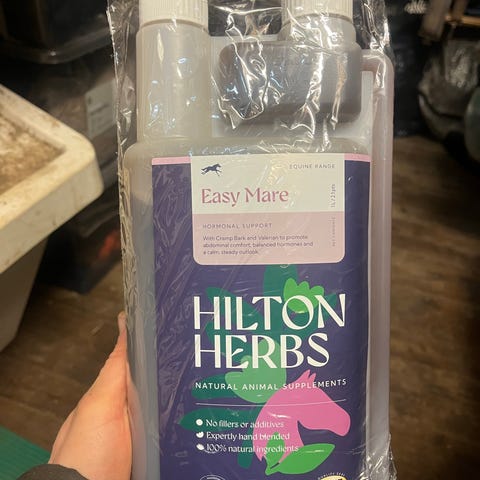 EQUINE RANGE
Easy Mare
HORMONAL SUPPORT
With Cramp Bark and Valerian to promote
abdominal comfort, balanced hormones and
a calm, steady outlook.
HILTON
HERBS
NATURAL ANIMAL SUPPLEMENTS
No fillers or additives
Expertly hand blended
100% natural ingredients